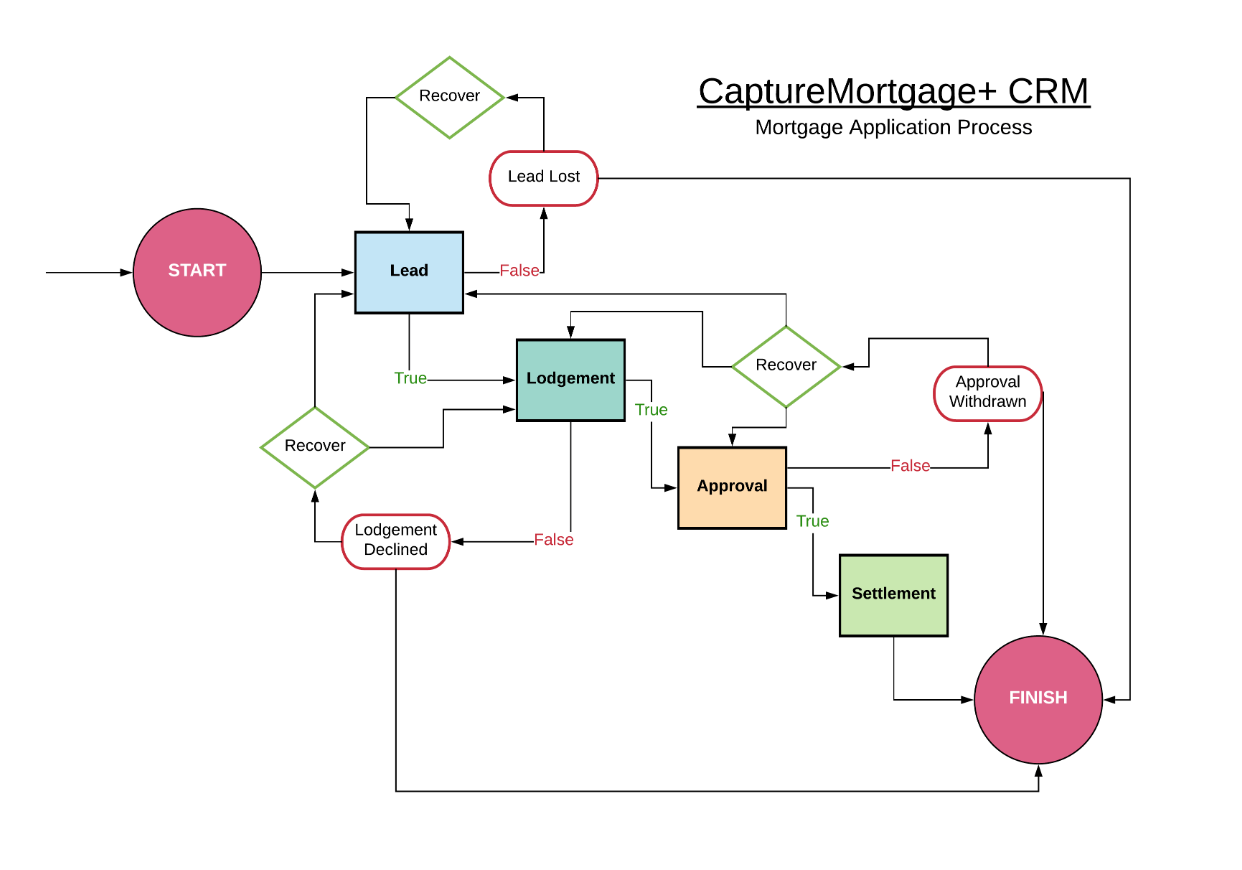 CaptureMortgage+ CRM
Mortgage Application Process
Recover
Lead Lost
START
Lead
False
Recover
Lodgement
True
Approval
Withdrawn
True
Recover
False
Approval
True
Lodgement
Declined
False
Settlement
FINISH